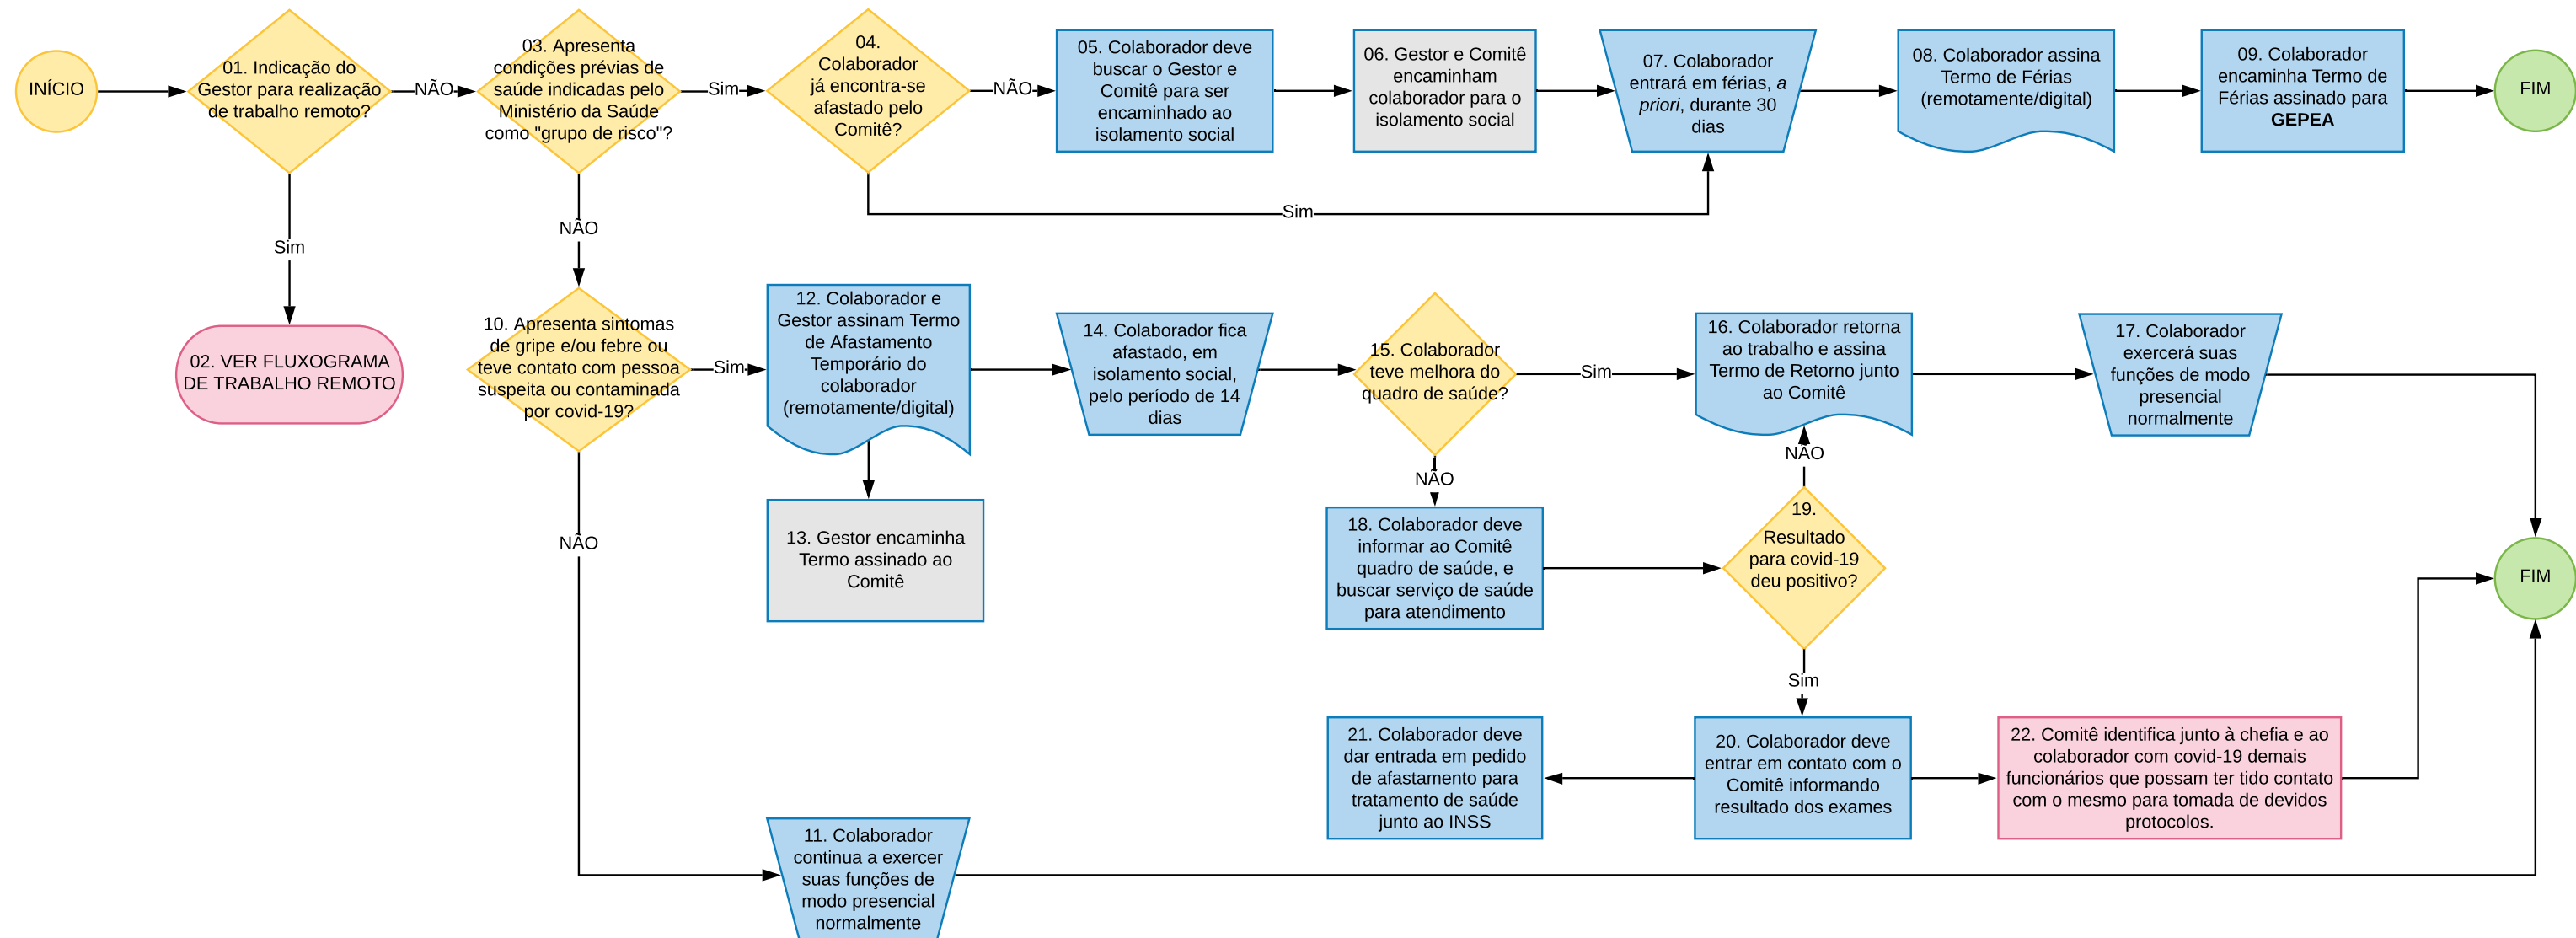 INÍCIO
01. Indicação do
Gestor para realização
de trabalho remoto?
NÃO
03. Apresenta
condições prévias de
saúde indicadas pelo
Ministério da Saúde
como "grupo de risco"?
Sim
04.
Colaborador
já encontra-se
afastado pelo
Comitê?
NÃO
05. Colaborador deve
buscar o Gestor e
Comitê para ser
encaminhado ao
isolamento social
06. Gestor e Comitê
encaminham
colaborador para o
isolamento social
07. Colaborador
entrará em férias, a
priori, durante 30
dias
08. Colaborador assina
Termo de Férias
(remotamente/digital)
09. Colaborador
encaminha Termo de
Férias assinado para
GEPEA
FIM
Sim
NÃO
Sim
02. VER FLUXOGRAMA
DE TRABALHO REMOTO
10. Apresenta sintomas
de gripe e/ou febre ou
teve contato com pessoa
suspeita ou contaminada
por covid-19?
Sim
12. Colaborador e
Gestor assinam Termo
de Afastamento
Temporário do
colaborador
(remotamente/digital)
14. Colaborador fica
afastado, em
isolamento social,
pelo período de 14
dias
15. Colaborador
teve melhora do
quadro de saúde?
Sim
16. Colaborador retorna
ao trabalho e assina
Termo de Retorno junto
ao Comitê
17. Colaborador
exercerá suas
funções de modo
presencial
normalmente
NÃO
NÃO
NÃO
13. Gestor encaminha
Termo assinado ao
Comitê
18. Colaborador deve
informar ao Comitê
quadro de saúde, e
buscar serviço de saúde
para atendimento
19.
Resultado
para covid-19
deu positivo?
FIM
Sim
21. Colaborador deve
dar entrada em pedido
de afastamento para
tratamento de saúde
junto ao INSS
20. Colaborador deve
entrar em contato com o
Comitê informando
resultado dos exames
22. Comitê identifica junto à chefia e ao
colaborador com covid-19 demais
funcionários que possam ter tido contato
com o mesmo para tomada de devidos
protocolos.
11. Colaborador
continua a exercer
suas funções de
modo presencial
normalmente